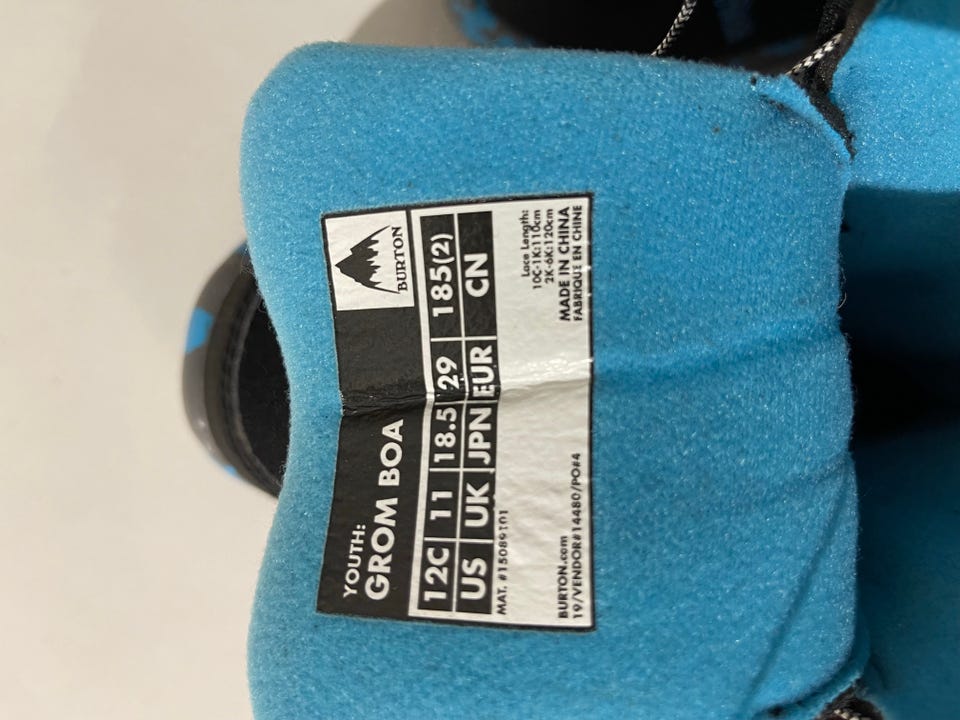 YOUTH:
GROM BOA
BURTON
12C 11 18.5 29 185(2)
US UK JPN EUR CN
MAT. #15089101
Lace Length:
10C-1K:110cm
2K-6K:120cm
BURTON.com MADE IN CHINA
19/VENDOR#14480/PO#4 FABRIQUÉ EN CHINE